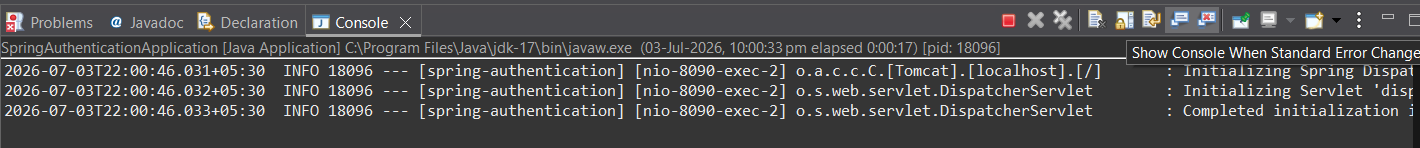 Problems @ Javadoc Declaration Console
SpringAuthenticationApplication [Java Application] C:\Program Files\Java\jdk-17\bin\javaw.exe (03-Jul-2026, 10:00:33 pm elapsed 0:00:17) [pid: 18096]
Show Console When Standard Error Change
2026-07-03T22:00:46.031+05:30  INFO 18096 --- [spring-authentication] [nio-8090-exec-2] o.a.c.c.C.[Tomcat].[localhost].[/]       : Initializing Spring Dispat
2026-07-03T22:00:46.032+05:30  INFO 18096 --- [spring-authentication] [nio-8090-exec-2] o.s.web.servlet.DispatcherServlet        : Initializing Servlet 'disp
2026-07-03T22:00:46.033+05:30  INFO 18096 --- [spring-authentication] [nio-8090-exec-2] o.s.web.servlet.DispatcherServlet        : Completed initialization i